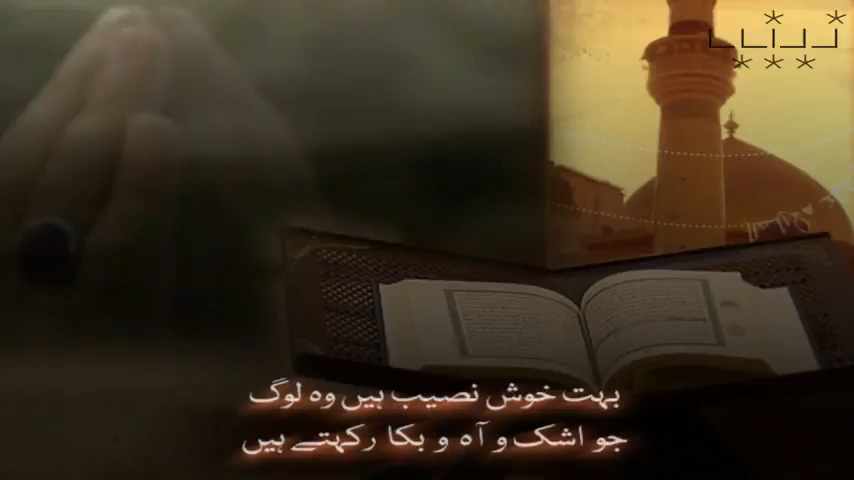 بہت خوش نصیب ہیں وہ لوگ
جو اشک و آہ و بکا رکھتے ہیں